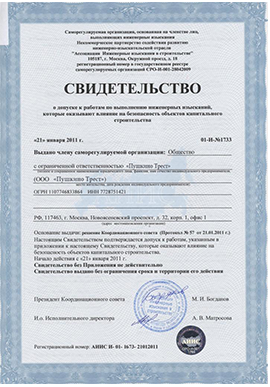 Саморегулируемая организация, основанная на членстве лиц,
выполняющих инженерные изыскания
Некоммерческое партнерство содействия развитию
инженерно-изыскательской отрасли
"Ассоциация Инженерные изыскания в строительстве"
105187, г. Москва, Окружной проезд, д. 18
регистрационный номер в государственном реестре
саморегулируемых организаций СРО-И-001-28042009
СВИДЕТЕЛЬСТВО
о допуске к работам по выполнению инженерных изысканий,
которые оказывают влияние на безопасность объектов капитального
строительства
«21» января 2011 г. 01-И-№1733
Выдано члену саморегулируемой организации: Общество
с ограниченной ответственностью «Пушкино Трест»
(ООО «Пушкино Трест»)
ОГРН 1107746833864 ИНН 7728751421
РФ, 117463, г. Москва, Новоясеневский проспект, д. 32, корп. 1, офис 1
Основание выдачи: решение Координационного совета (Протокол № 57 от 21.01.2011 г.)
Настоящим Свидетельством подтверждается допуск к работам, указанным в
приложении к настоящему Свидетельству, которые оказывают влияние на
безопасность объектов капитального строительства.
Начало действия с «21» января 2011 г.
Свидетельство без Приложения не действительно
Свидетельство выдано без ограничения срока и территории его действия
Президент Координационного совета М. И. Богданов
И.о. Исполнительного директора А. В. Матросова
Регистрационный номер: АИИС И- 01- 1673- 21012011
АИИС